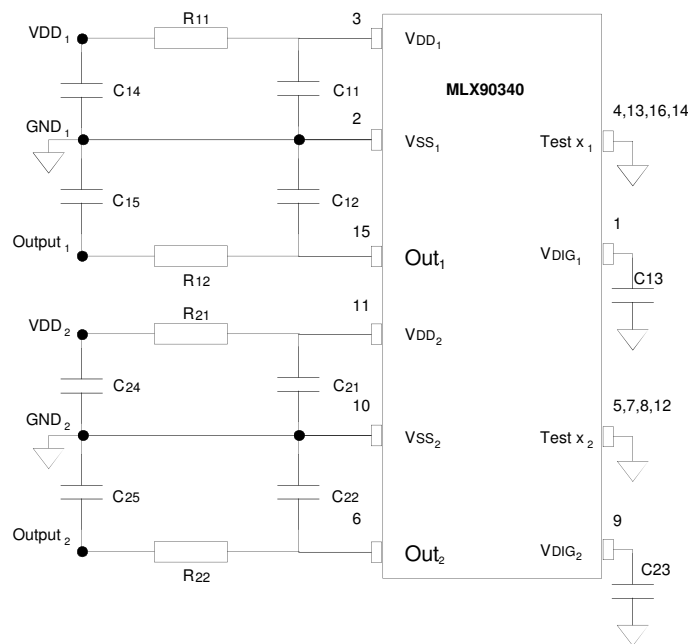 R11
3
VDD1
VDD1
C14
C11
MLX90340
4,13,16,14
GND1
2
VSS1
Test x1
C15
C12
1
Output1
15
Out1
VDIG1
R12
C13
R21
11
VDD2
VDD2
C24
C21
5,7,8,12
GND2
10
VSS2
Test x2
C25
C22
9
Output2
6
Out2
VDIG2
R22
C23